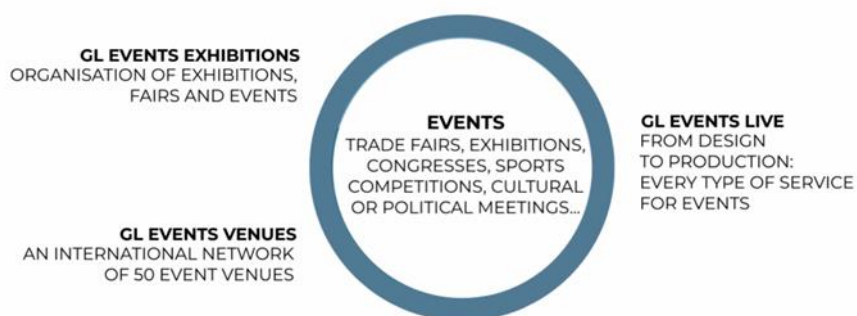 GL EVENTS EXHIBITIONS
ORGANISATION OF EXHIBITIONS,
FAIRS AND EVENTS
GL EVENTS VENUES
AN INTERNATIONAL NETWORK
OF 50 EVENT VENUES
EVENTS
TRADE FAIRS, EXHIBITIONS,
CONGRESSES, SPORTS
COMPETITIONS, CULTURAL
OR POLITICAL MEETINGS...
GL EVENTS LIVE
FROM DESIGN
TO PRODUCTION:
EVERY TYPE OF SERVICE
FOR EVENTS